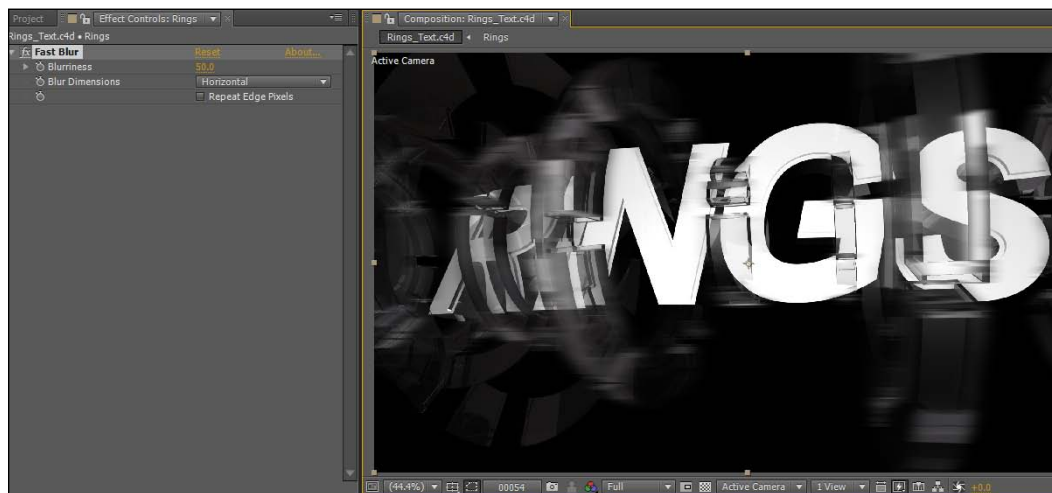 Project
Effect Controls: Rings
Rings_Text.c4d • Rings
fx Fast Blur
Reset
About...
Blurriness
50.0
Blur Dimensions
Horizontal
Repeat Edge Pixels
Composition: Rings_Text.c4d
Rings_Text.c4d
Rings
Active Camera
RINGS
(44.4%)
00054
Full
Active Camera
1 View
+0.0